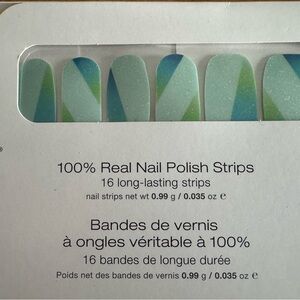 ®
100% Real Nail Polish Strips
16 long-lasting strips
nail strips net wt 0.99 g / 0.035 oz ℮
Bandes de vernis
à ongles véritable à 100%
16 bandes de longue durée
Poids net des bandes de vernis 0.99 g / 0.035 oz ℮